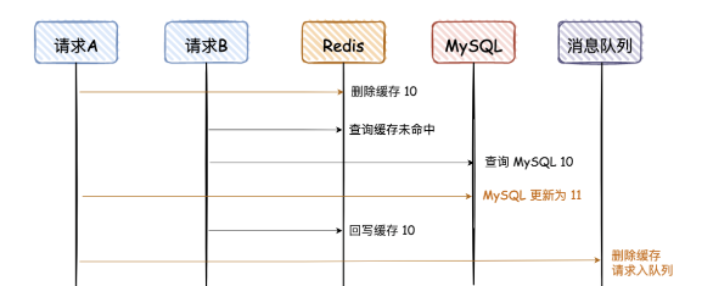 请求A
请求B
Redis
MySQL
消息队列
删除缓存 10
查询缓存未命中
查询 MySQL 10
MySQL 更新为 11
回写缓存 10
删除缓存
请求入队列